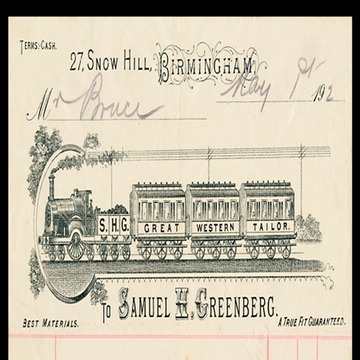 TERMS:-CASH.
27, SNOW HILL, BIRMINGHAM, May 9th 192
Mr Bruce
S.H.G. GREAT WESTERN TAILOR.
To SAMUEL H. GREENBERG.
BEST MATERIALS. A TRUE FIT GUARANTEED.